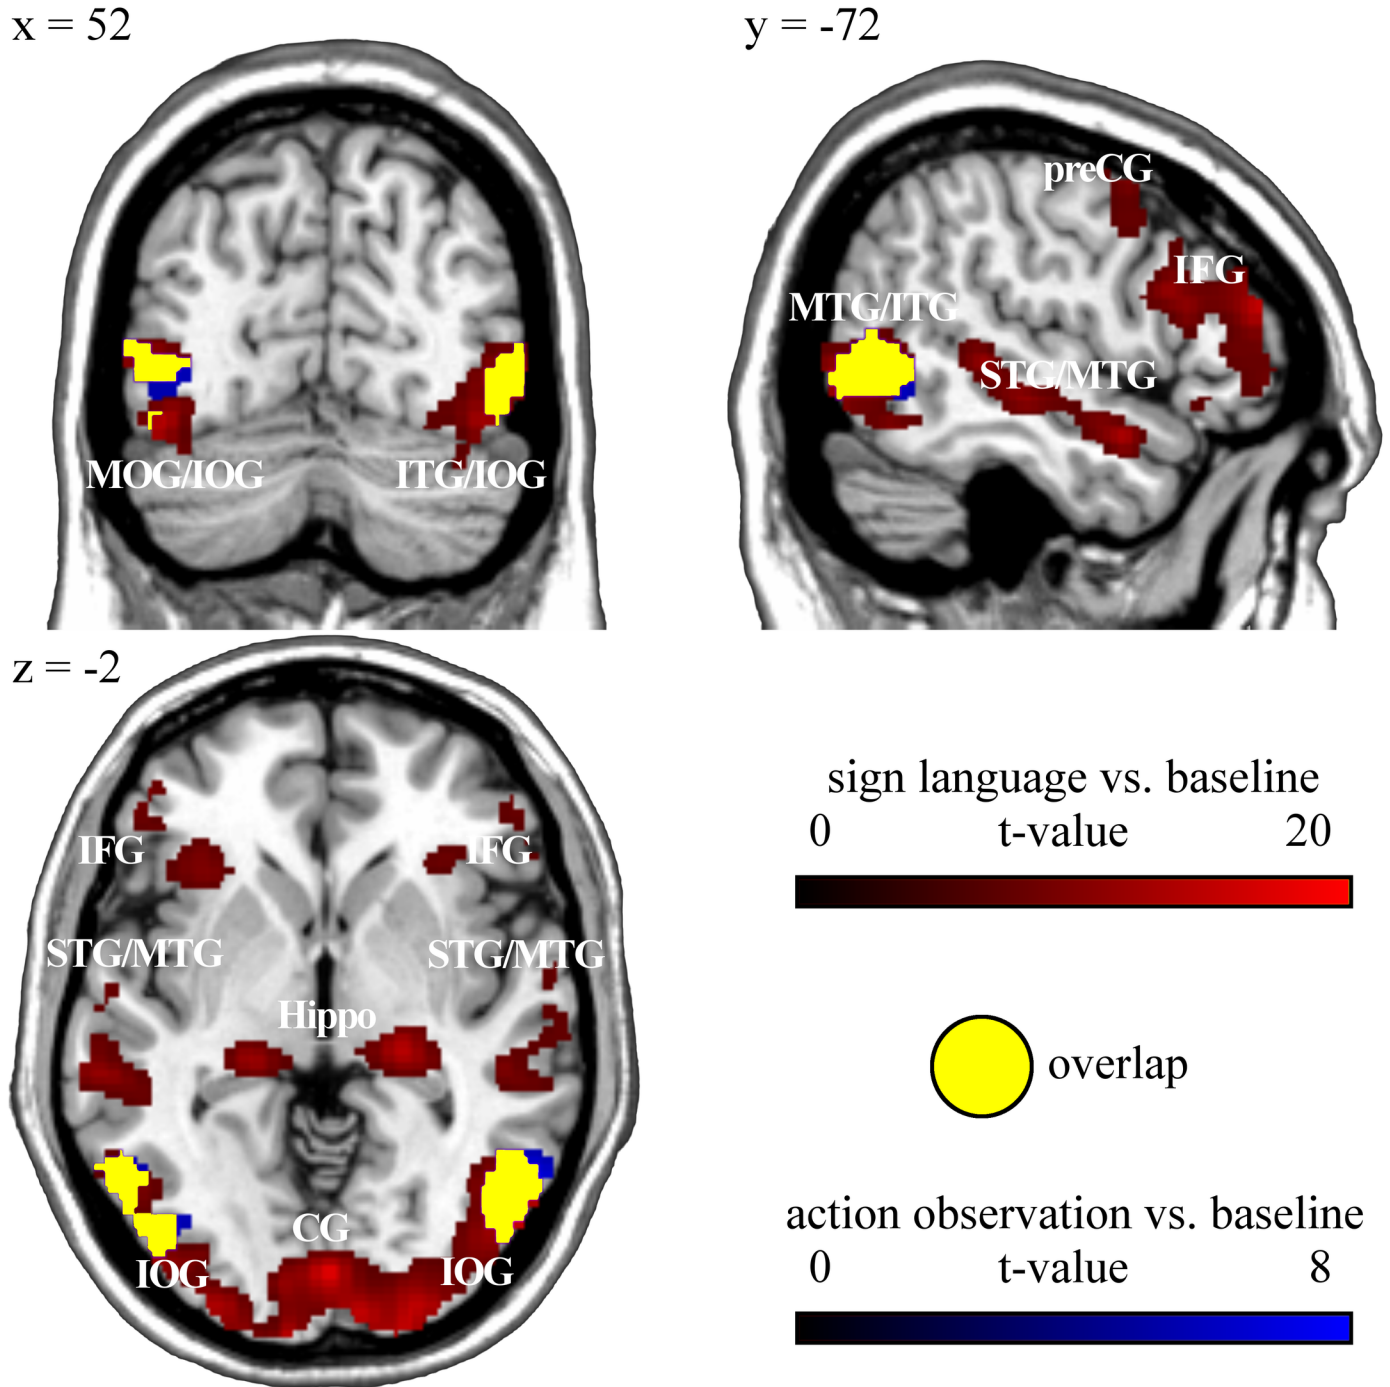 x = 52
y = -72
preCG
IFG
MTG/ITG
STG/MTG
MOG/IOG
ITG/IOG
z = -2
IFG
IFG
STG/MTG
STG/MTG
Hippo
CG
IOG
IOG
sign language vs. baseline
0 t-value 20
overlap
action observation vs. baseline
0 t-value 8